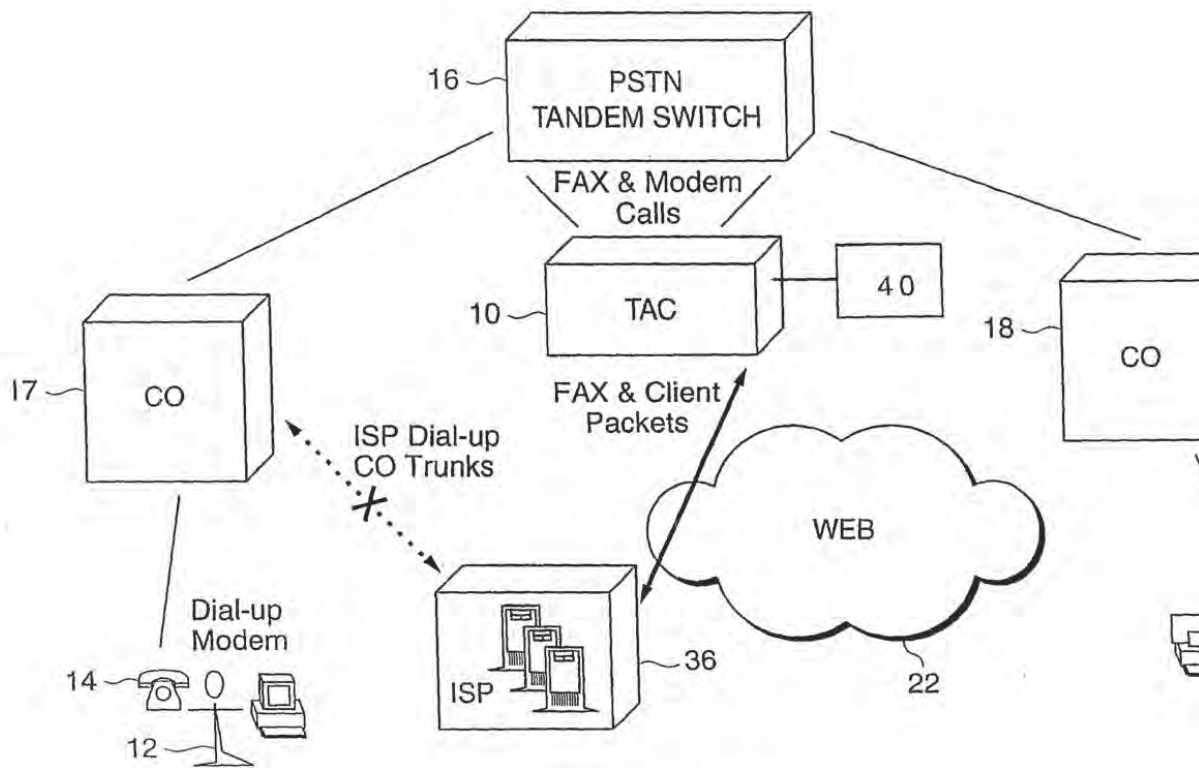 16
PSTN
TANDEM SWITCH
FAX & Modem
Calls
10
TAC
40
18
CO
17
CO
FAX & Client
Packets
ISP Dial-up
CO Trunks
WEB
Dial-up
Modem
14
12
ISP
36
22